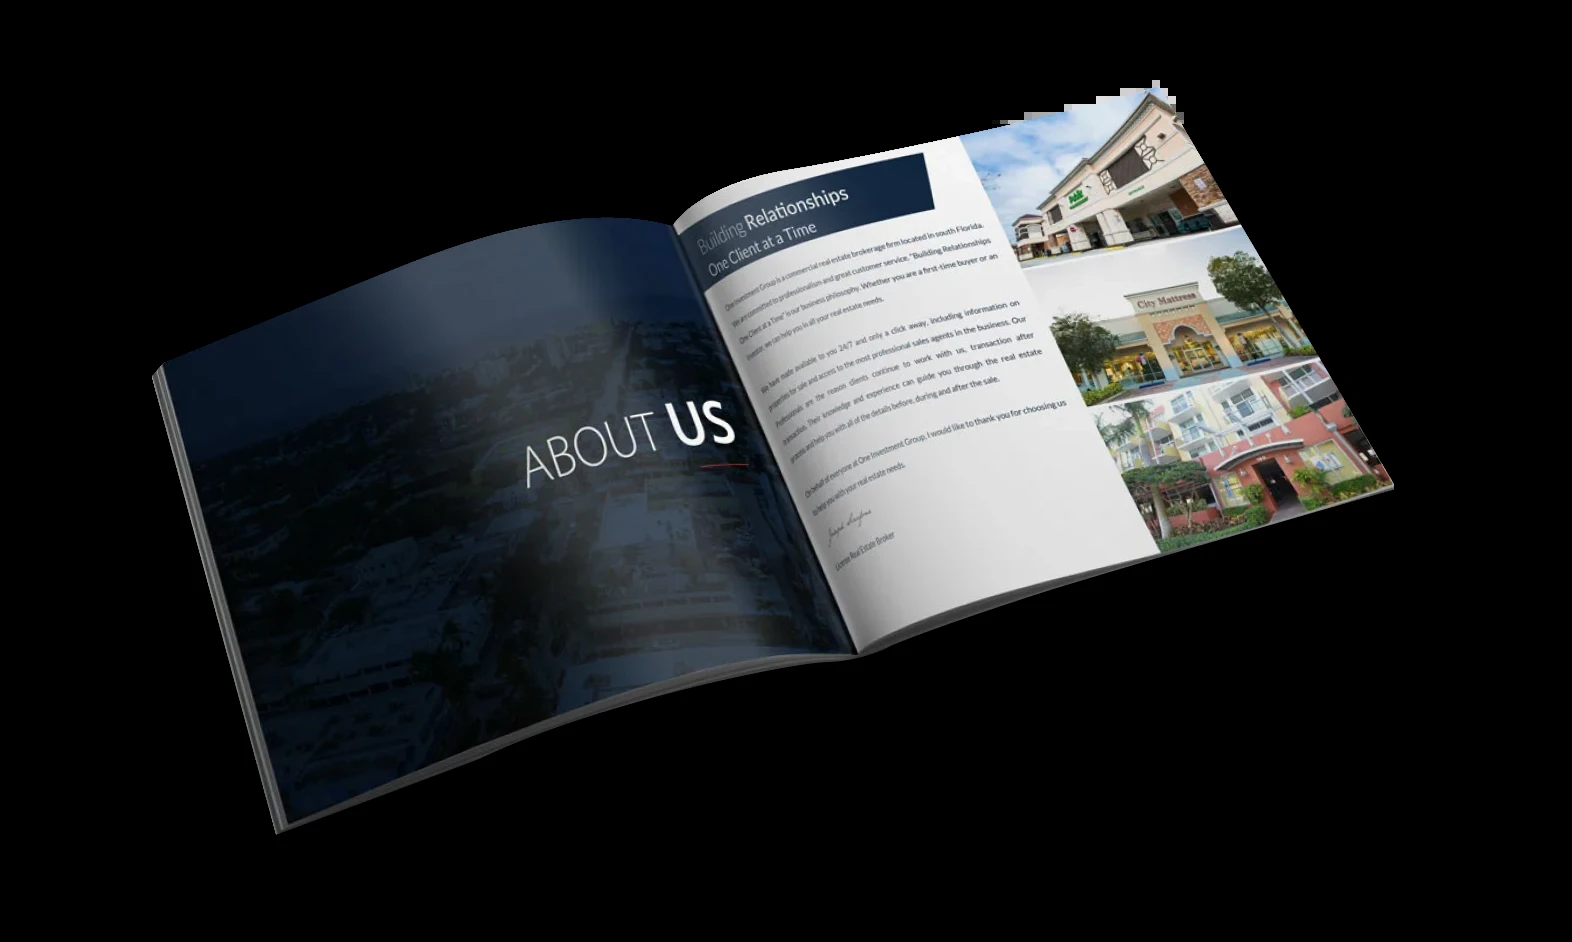 ABOUT US
Building Relationships
One Client at a Time
One Investment Group is a commercial real estate brokerage firm located in south Florida.
We are committed to professionalism and great customer service. "Building Relationships
One Client at a Time" is our business philosophy. Whether you are a first-time buyer or an
investor, we can help you in all your real estate needs.
We have made available to you 24/7 and only a click away, including information on
properties for sale and access to the most professional sales agents in the business. Our
Professionals are the reason clients continue to work with us, transaction after
transaction. Their knowledge and experience can guide you through the real estate
process and help you with all of the details before, during and after the sale.
On behalf of everyone at One Investment Group, I would like to thank you for choosing us
to help you with your real estate needs.
License Real Estate Broker
City Mattress